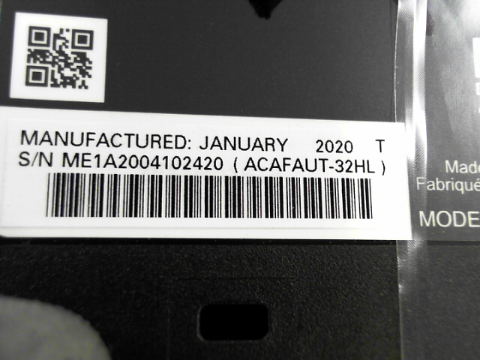 MANUFACTURED: JANUARY 2020 T
S/N ME1A2004102420 ( ACAFAUT-32HL )
Made
Fabriqué
MODE